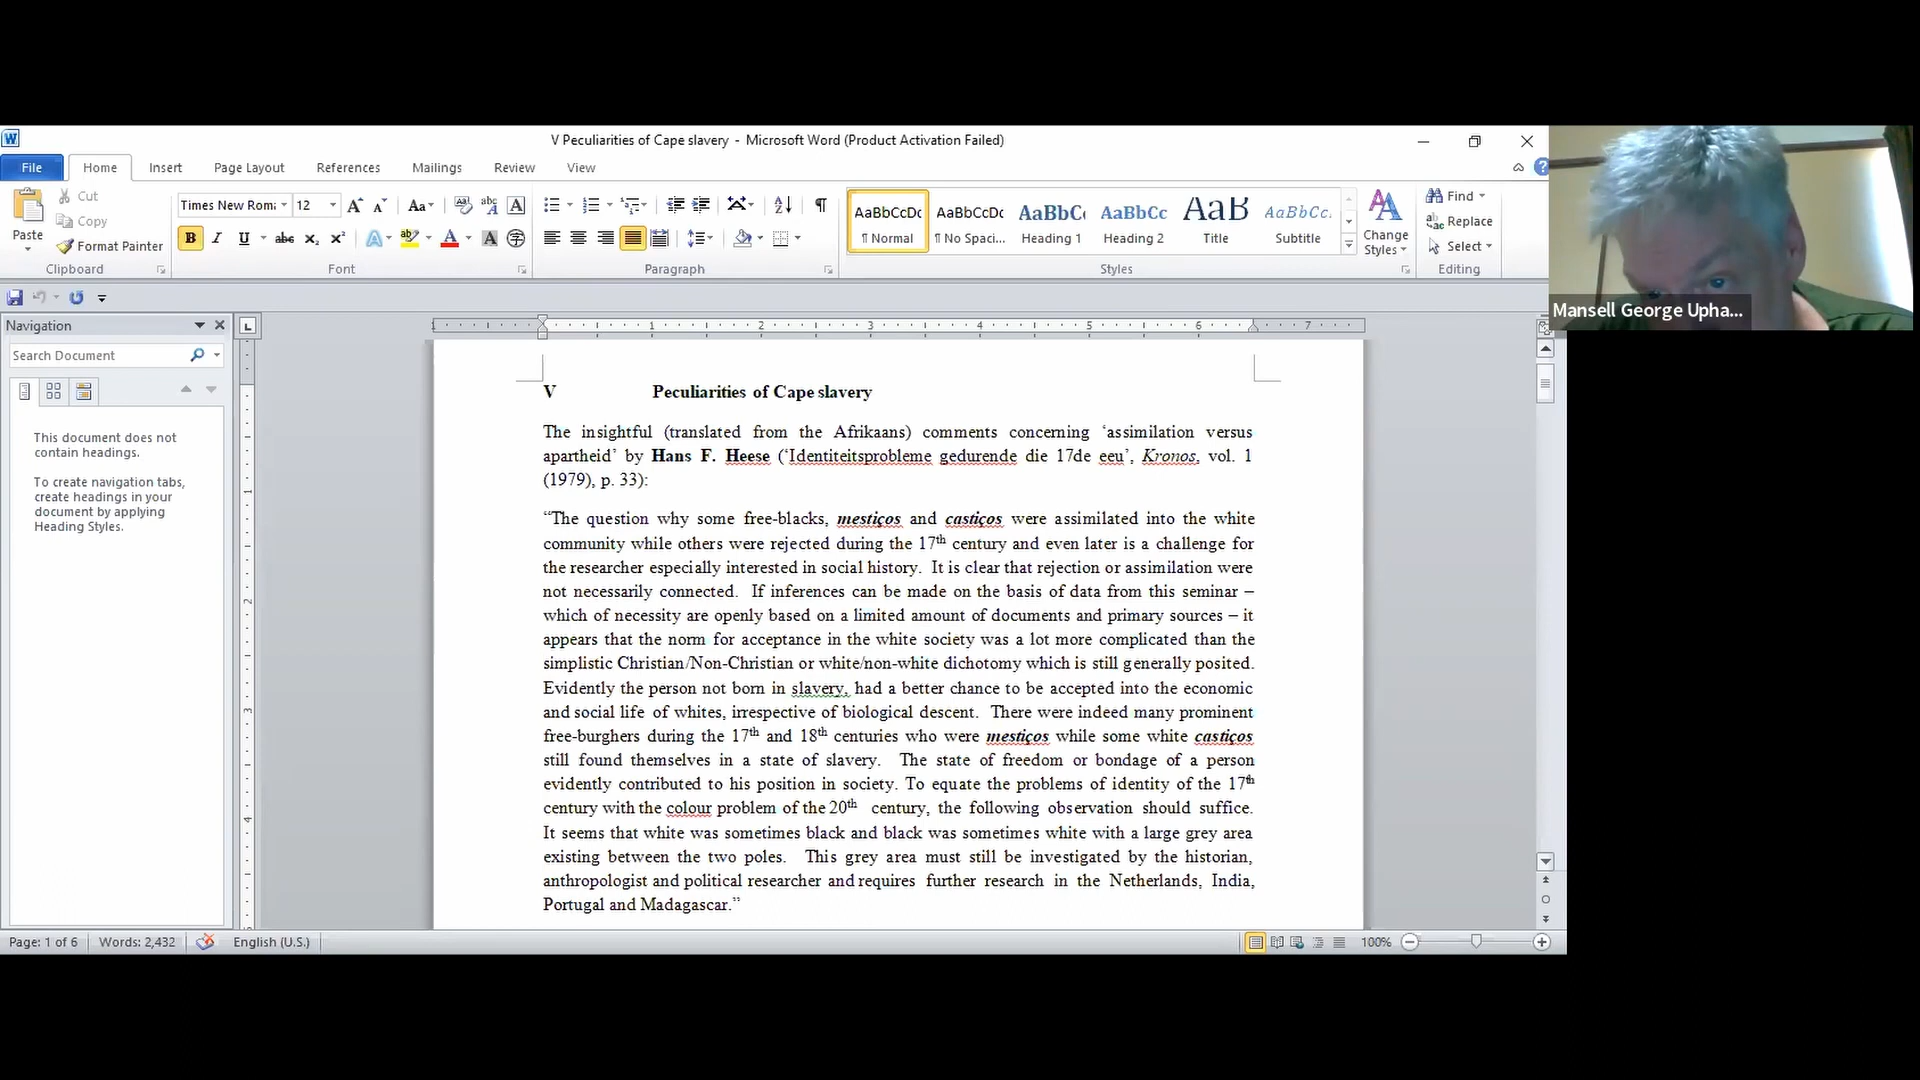 V Peculiarities of Cape slavery - Microsoft Word (Product Activation Failed)
File Home Insert Page Layout References Mailings Review View
Paste
Cut
Copy
Format Painter
Clipboard
Times New Rom 12
Font
Paragraph
AaBbCcDc AaBbCcDc AaBbCc AaBbCc AaB AaBbCc.
¶ Normal ¶ No Spaci... Heading 1 Heading 2 Title Subtitle
Change Styles
Styles
Find
Replace
Select
Editing
Mansell George Upha...
Navigation
Search Document
This document does not
contain headings.
To create navigation tabs,
create headings in your
document by applying
Heading Styles.
1 1 2 3 4 5 6 7
V Peculiarities of Cape slavery
The insightful (translated from the Afrikaans) comments concerning ‘assimilation versus
apartheid’ by Hans F. Heese (‘Identiteitsprobleme gedurende die 17de eeu’, Kronos, vol. 1
(1979), p. 33):
“The question why some free-blacks, mestiços and castiços were assimilated into the white
community while others were rejected during the 17th century and even later is a challenge for
the researcher especially interested in social history. It is clear that rejection or assimilation were
not necessarily connected. If inferences can be made on the basis of data from this seminar –
which of necessity are openly based on a limited amount of documents and primary sources – it
appears that the norm for acceptance in the white society was a lot more complicated than the
simplistic Christian/Non-Christian or white/non-white dichotomy which is still generally posited.
Evidently the person not born in slavery, had a better chance to be accepted into the economic
and social life of whites, irrespective of biological descent. There were indeed many prominent
free-burghers during the 17th and 18th centuries who were mestiços while some white castiços
still found themselves in a state of slavery. The state of freedom or bondage of a person
evidently contributed to his position in society. To equate the problems of identity of the 17th
century with the colour problem of the 20th century, the following observation should suffice.
It seems that white was sometimes black and black was sometimes white with a large grey area
existing between the two poles. This grey area must still be investigated by the historian,
anthropologist and political researcher and requires further research in the Netherlands, India,
Portugal and Madagascar.”
Page: 1 of 6 Words: 2,432 English (U.S.) 100%